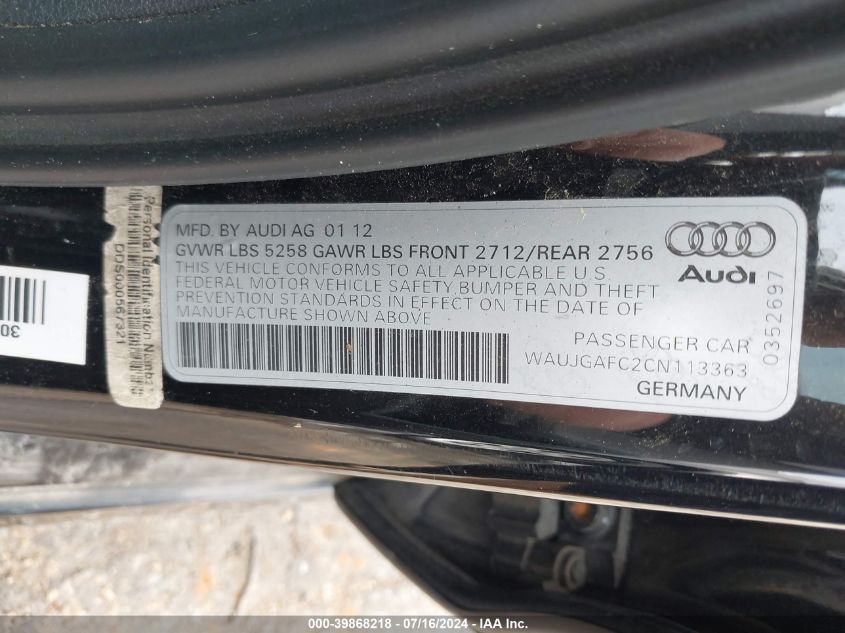 MFD. BY AUDI AG 01 12
GVWR LBS 5258 GAWR LBS FRONT 2712/REAR 2756
THIS VEHICLE CONFORMS TO ALL APPLICABLE U S.
FEDERAL MOTOR VEHICLE SAFETY, BUMPER AND THEFT
PREVENTION STANDARDS IN EFFECT ON THE DATE OF
MANUFACTURE SHOWN ABOVE
PASSENGER CAR
WAUJGAFC2CN113363
GERMANY
Audi
0352697
Personal Identification Number
30
000-39868218 - 07/16/2024 - IAA Inc.